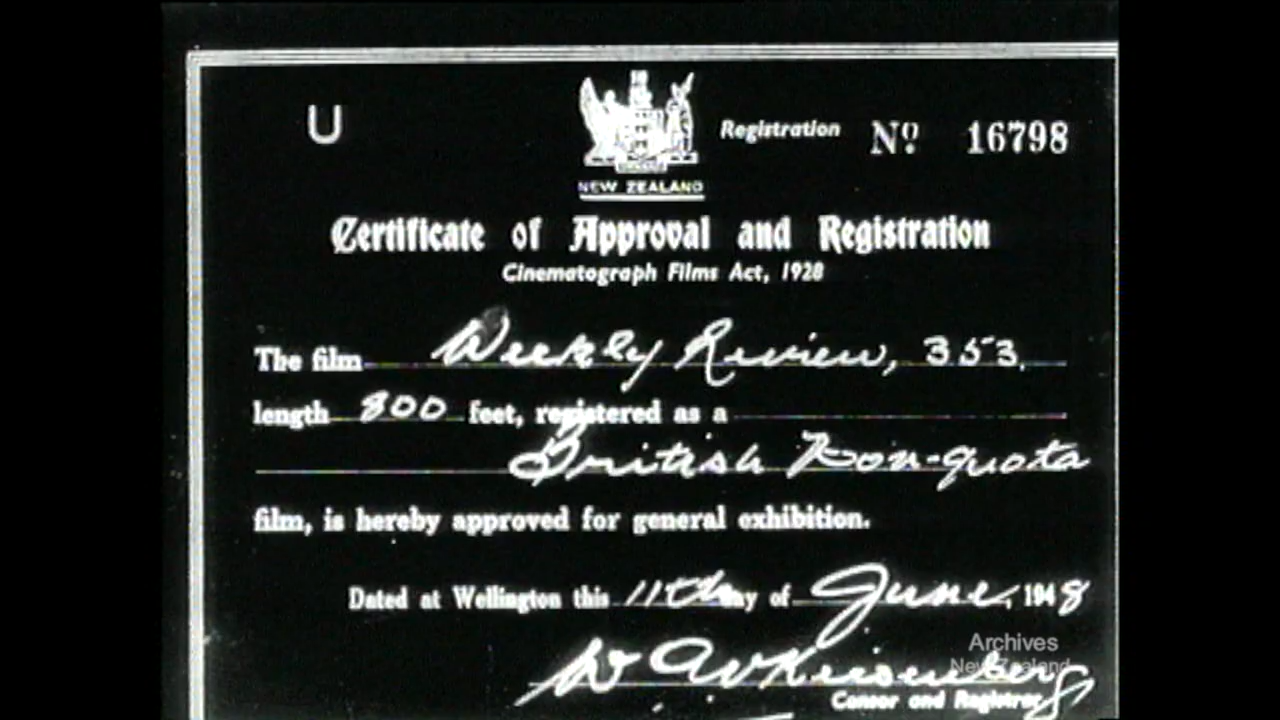 U
Registration Nº 16798
NEW ZEALAND
Certificate of Approval and Registration
Cinematograph Films Act, 1928
The film Weekly Review, 353,
length 800 feet, registered as a
British Non-quota
film, is hereby approved for general exhibition.
Dated at Wellington this 11th day of June, 1948
Archives
New Zealand
Censor and Registrar